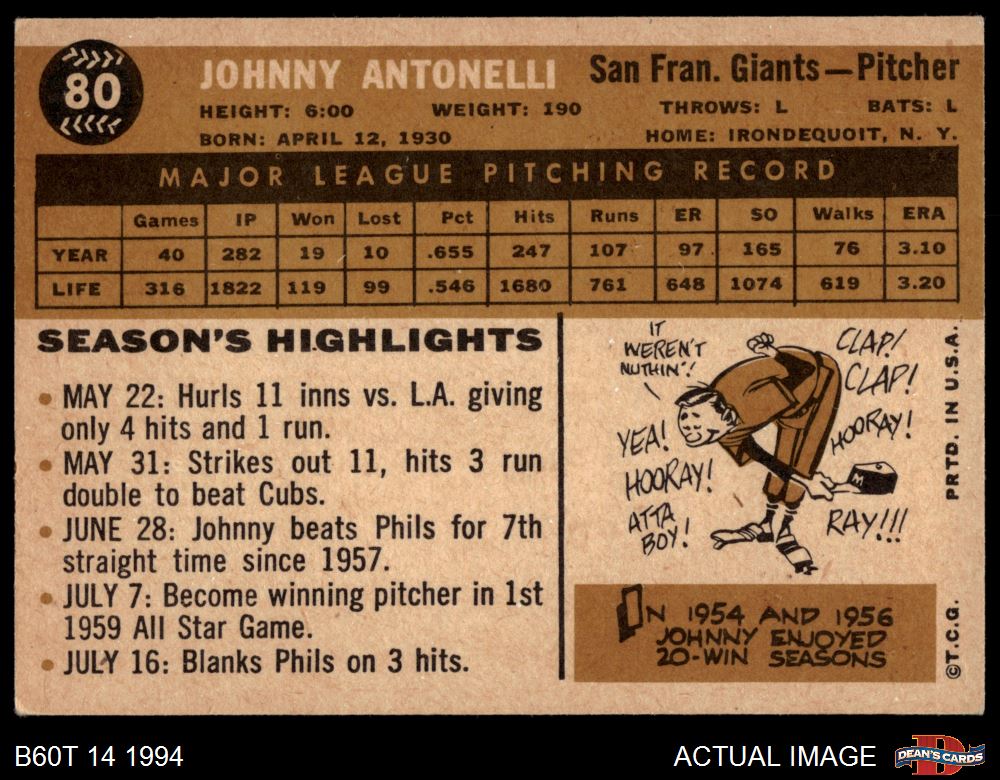 80
JOHNNY ANTONELLI
San Fran. Giants—Pitcher
HEIGHT: 6:00 WEIGHT: 190 THROWS: L BATS: L
BORN: APRIL 12, 1930 HOME: IRONDEQUOIT, N. Y.
MAJOR LEAGUE PITCHING RECORD
Games IP Won Lost Pct Hits Runs ER SO Walks ERA
YEAR 40 282 19 10 .655 247 107 97 165 76 3.10
LIFE 316 1822 119 99 .546 1680 761 648 1074 619 3.20
SEASON'S HIGHLIGHTS
• MAY 22: Hurls 11 inns vs. L.A. giving
only 4 hits and 1 run.
• MAY 31: Strikes out 11, hits 3 run
double to beat Cubs.
• JUNE 28: Johnny beats Phils for 7th
straight time since 1957.
• JULY 7: Become winning pitcher in 1st
1959 All Star Game.
• JULY 16: Blanks Phils on 3 hits.
IT
WEREN'T
NUTHIN'!
CLAP!
CLAP!
YEA!
HOORAY!
HOORAY!
ATTA
BOY!
RAY!!!
M
IN 1954 AND 1956
JOHNNY ENJOYED
20-WIN SEASONS
©T.C.G. PRTD. IN U.S.A.
B60T 14 1994
ACTUAL IMAGE
D
DEAN'S CARDS